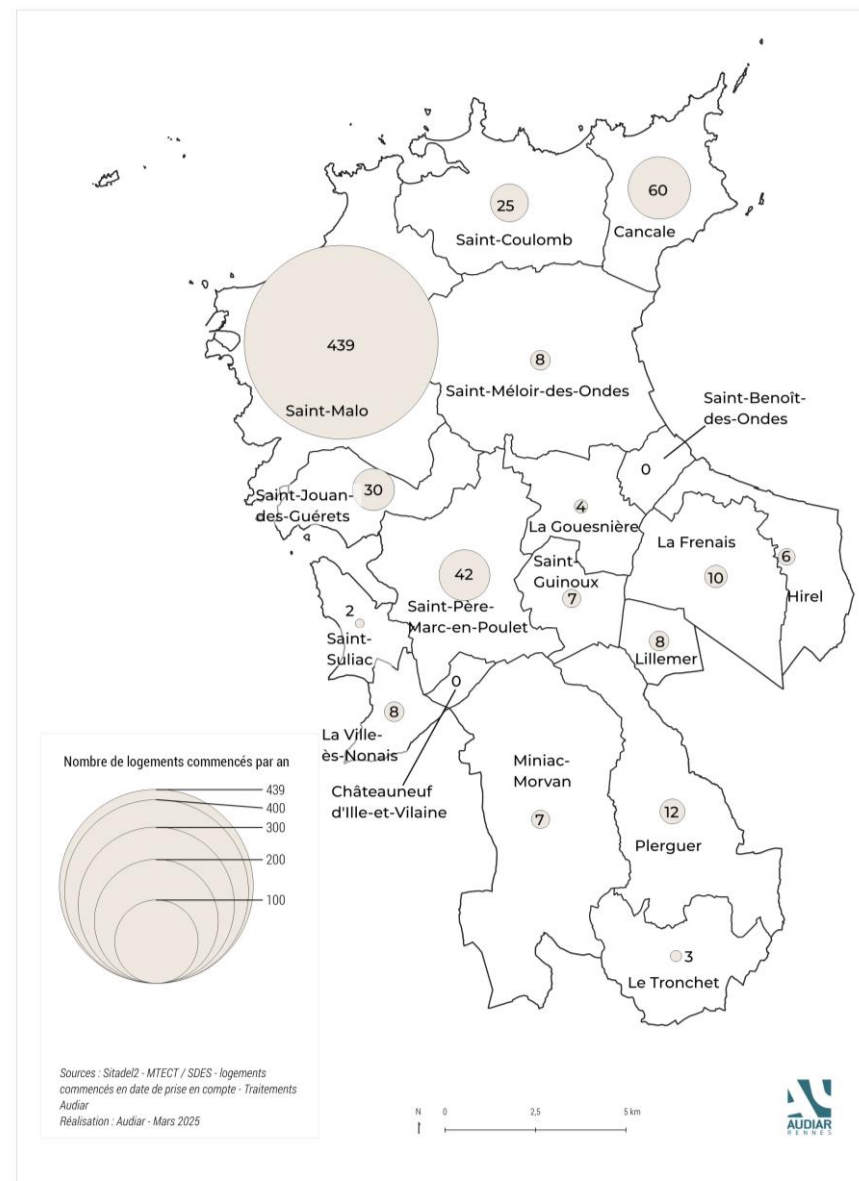 60
25
Cancale
Saint-Coulomb
439
Saint-Malo
8
Saint-Méloir-des-Ondes
Saint-Benoît-
des-Ondes
0
30
Saint-Jouan-
des-Guérets
4
La Gouesnière
La Frenais
10
6
Hirel
Saint-
Guinoux
7
42
Saint-Père-
Marc-en-Poulet
2
Saint-
Suliac
8
Lillemer
0
8
La Ville-
ès-Nonais
Châteauneuf
d'Ille-et-Vilaine
Miniac-
Morvan
7
12
Plerguer
3
Le Tronchet
Nombre de logements commencés par an
439
400
300
200
100
Sources : Sitadel2 - MTECT / SDES - logements
commencés en date de prise en compte - Traitements
Audiar
Réalisation : Audiar - Mars 2025
N 0 2,5 5 km
AUDIAR
RENNES